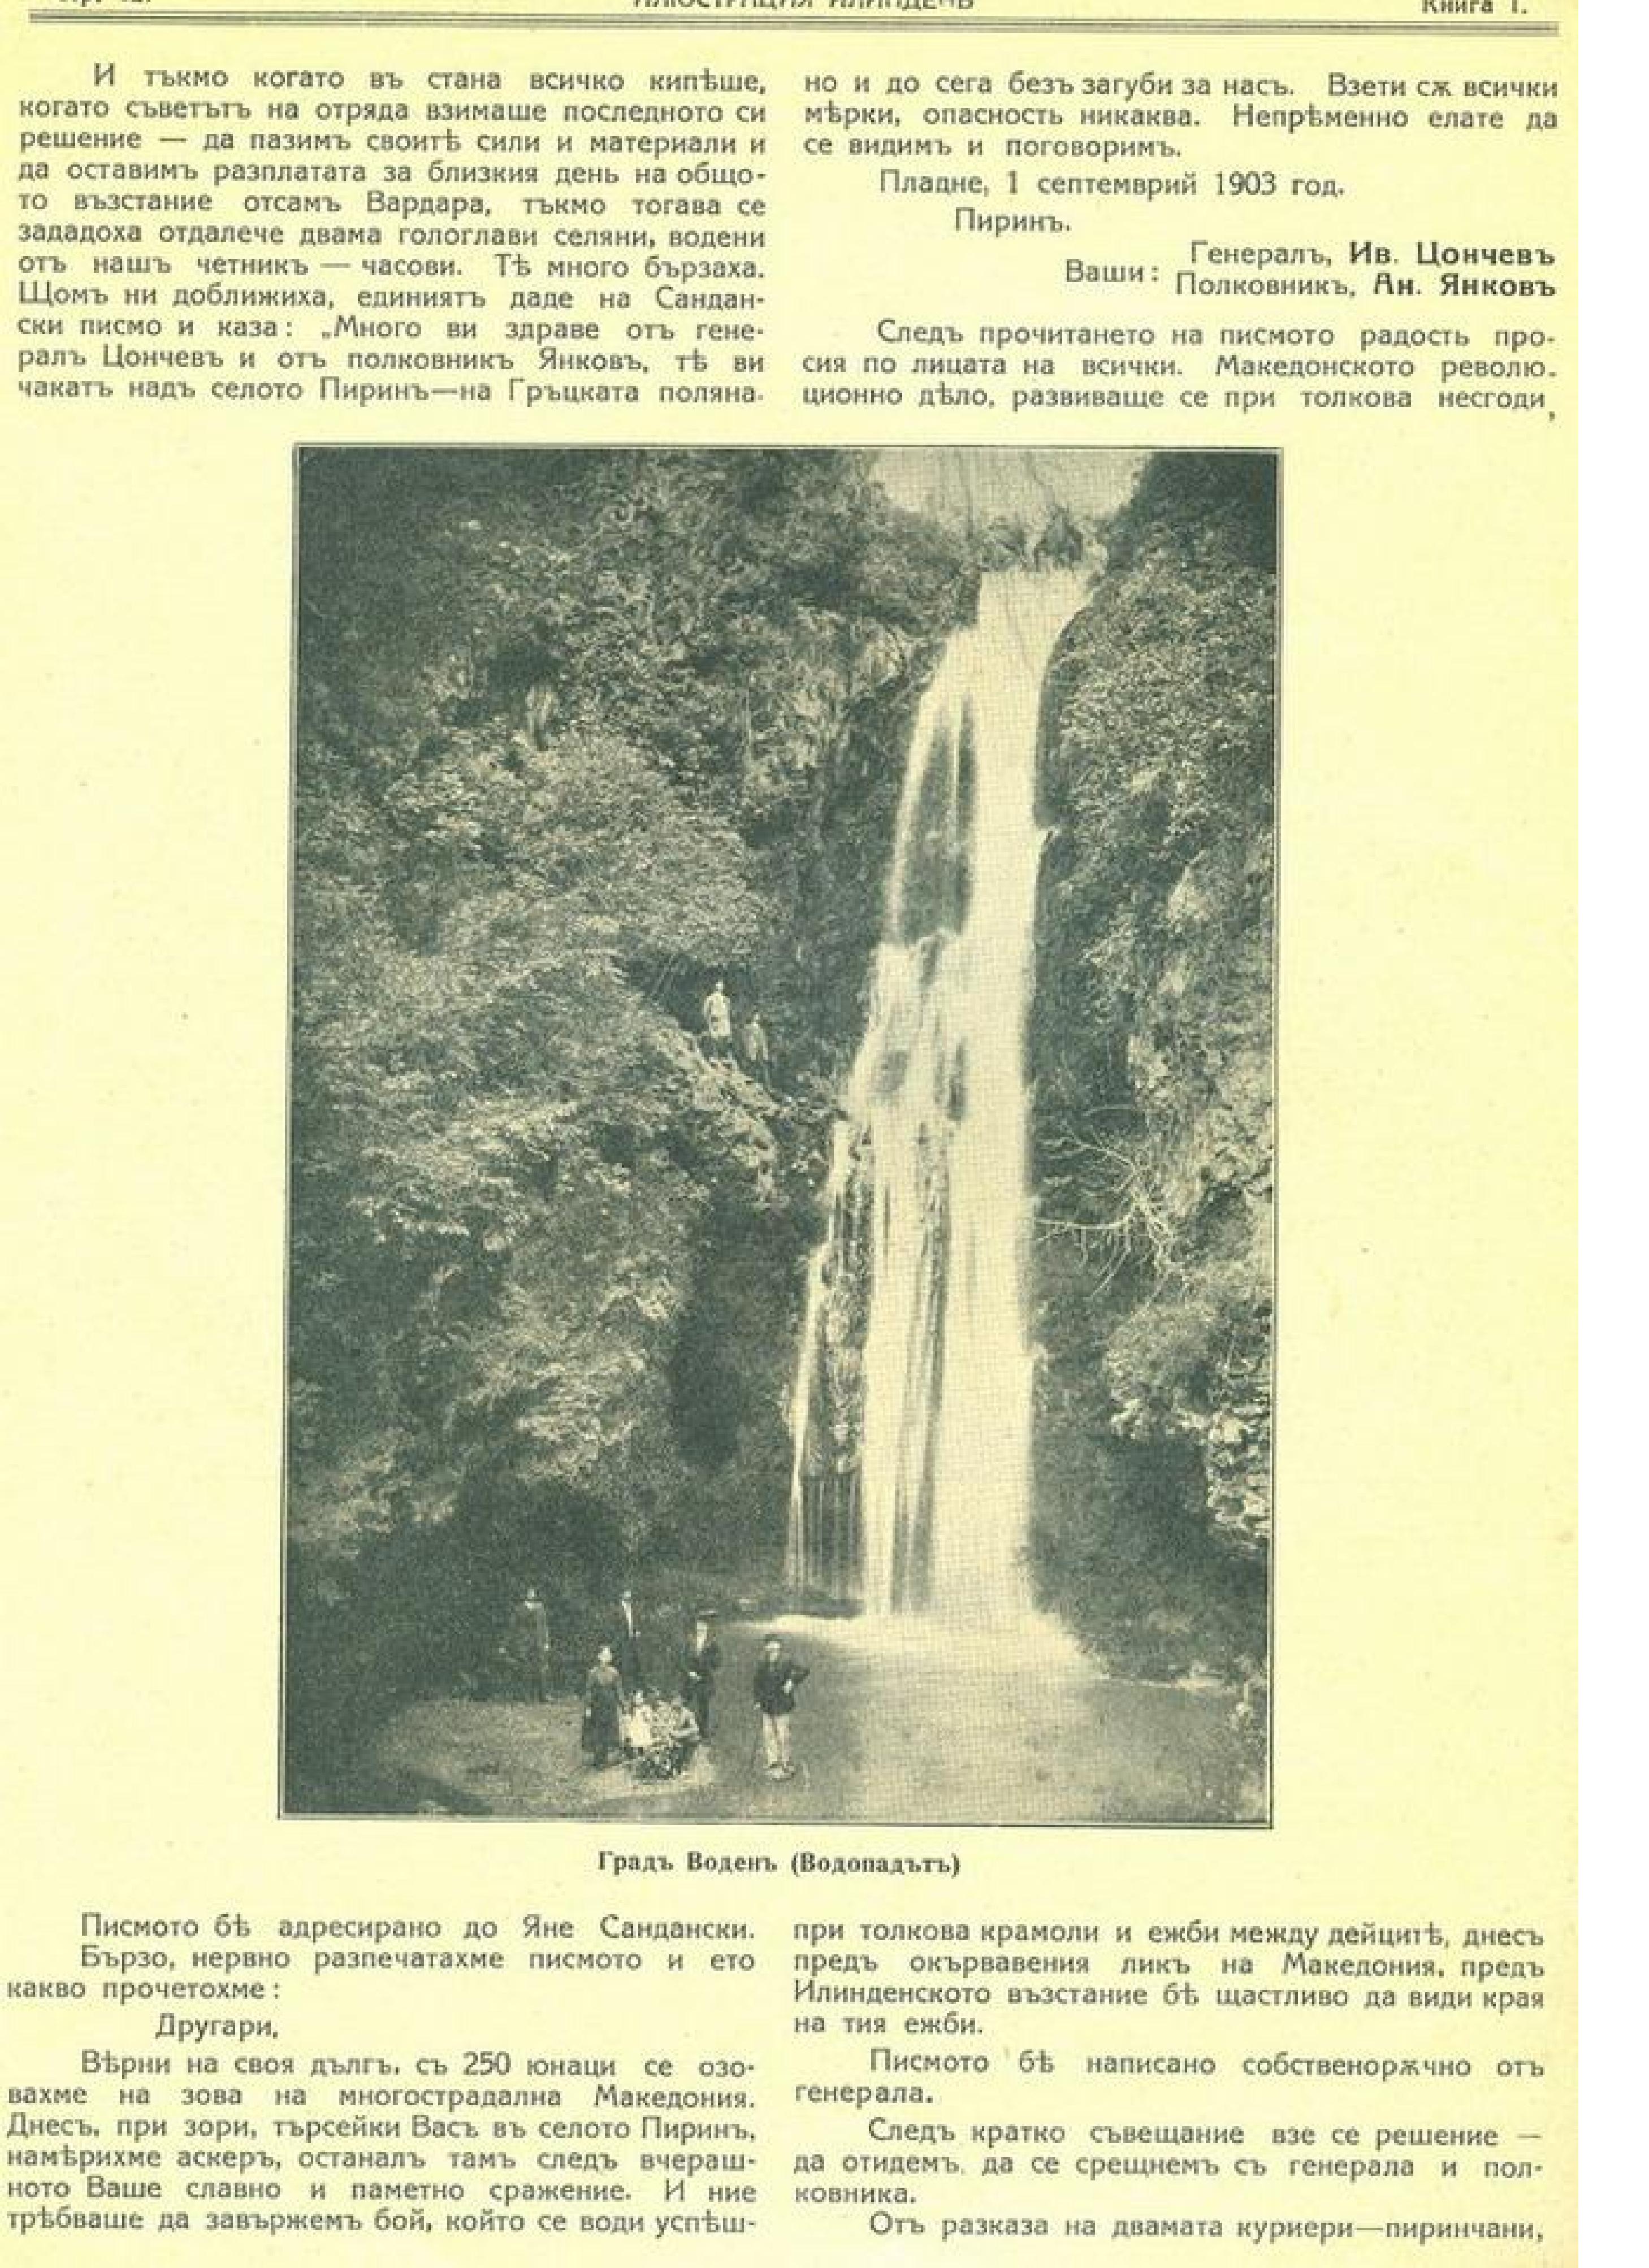 ИЛЮСТРАЦИЯ ИЛИНДЕНЬ
Книга 1.
И тъкмо когато въ стана всичко кипѣше,
когато съветътъ на отряда взимаше последното си
решение — да пазимъ своитѣ сили и материали и
да оставимъ разплатата за близкия день на общо-
то възстание отсамъ Вардара, тъкмо тогава се
зададоха отдалече двама гологлави селяни, водени
отъ нашъ четникъ — часови. Тѣ много бързаха.
Щомъ ни доближиха, единиятъ даде на Сандан-
ски писмо и каза: „Много ви здраве отъ гене-
ралъ Цончевъ и отъ полковникъ Янковъ, тѣ ви
чакатъ надъ селото Пиринъ—на Гръцката поляна.
но и до сега безъ загуби за насъ. Взети сѫ всички
мѣрки, опасность никаква. Непрѣменно елате да
се видимъ и поговоримъ.
Пладне, 1 септемврий 1903 год.
Пиринъ.
Ваши: Генералъ, Ив. Цончевъ
Полковникъ, Ан. Янковъ
Следъ прочитането на писмото радость про-
сия по лицата на всички. Македонското револю-
ционно дѣло, развиваще се при толкова несгоди,
Градъ Воденъ (Водопадътъ)
Писмото бѣ адресирано до Яне Сандански.
Бързо, нервно разпечатахме писмото и ето
какво прочетохме:
Другари,
Вѣрни на своя дългъ, съ 250 юнаци се озо-
вахме на зова на многострадална Македония.
Днесъ, при зори, търсейки Васъ въ селото Пиринъ,
намѣрихме аскеръ, останалъ тамъ следъ вчераш-
ното Ваше славно и паметно сражение. И ние
трѣбваше да завържемъ бой, който се води успѣш-
при толкова крамоли и ежби между дейцитѣ, днесъ
предъ окървавения ликъ на Македония, предъ
Илинденското възстание бѣ щастливо да види края
на тия ежби.
Писмото бѣ написано собственорѫчно отъ
генерала.
Следъ кратко съвещание взе се решение —
да отидемъ да се срещнемъ съ генерала и пол-
ковника.
Отъ разказа на двамата куриери—пиринчани,